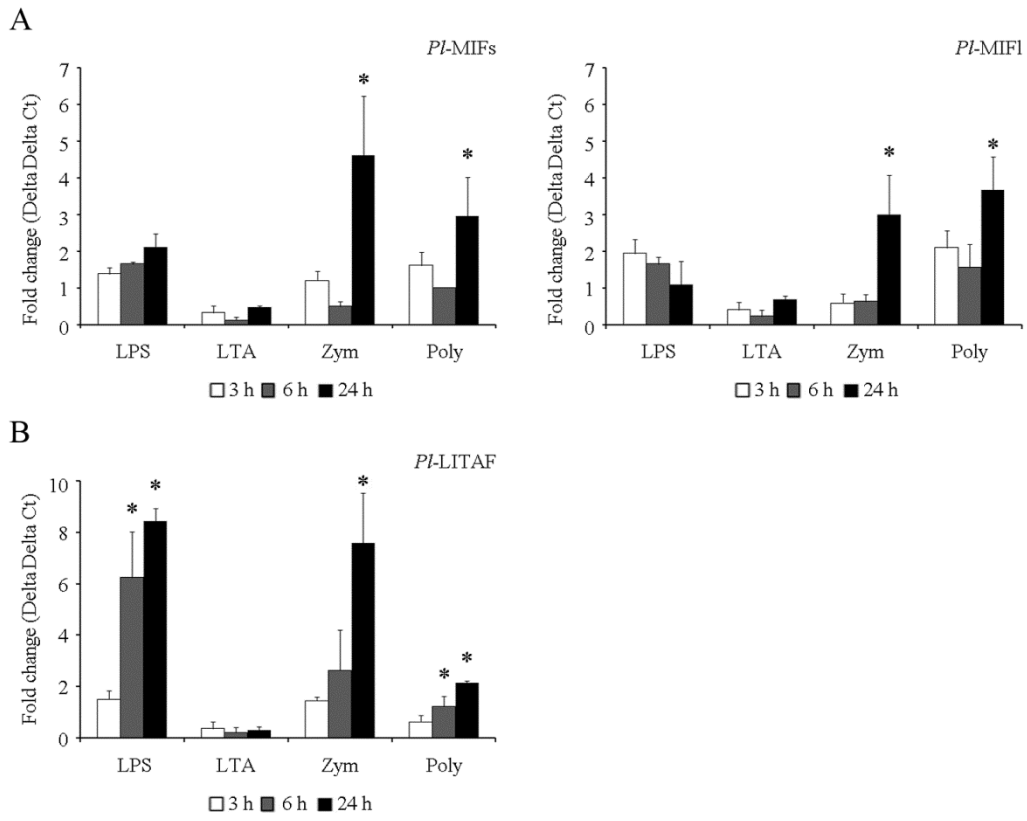 A
Pl-MIFs
Fold change (Delta Delta Ct)
7
6
5
4
3
2
1
0
* *
LPS LTA Zym Poly
3 h 6 h 24 h
Pl-MIFl
Fold change (Delta Delta Ct)
7
6
5
4
3
2
1
0
* *
LPS LTA Zym Poly
3 h 6 h 24 h
B
Pl-LITAF
Fold change (Delta Delta Ct)
10
8
6
4
2
0
* * * * *
LPS LTA Zym Poly
3 h 6 h 24 h